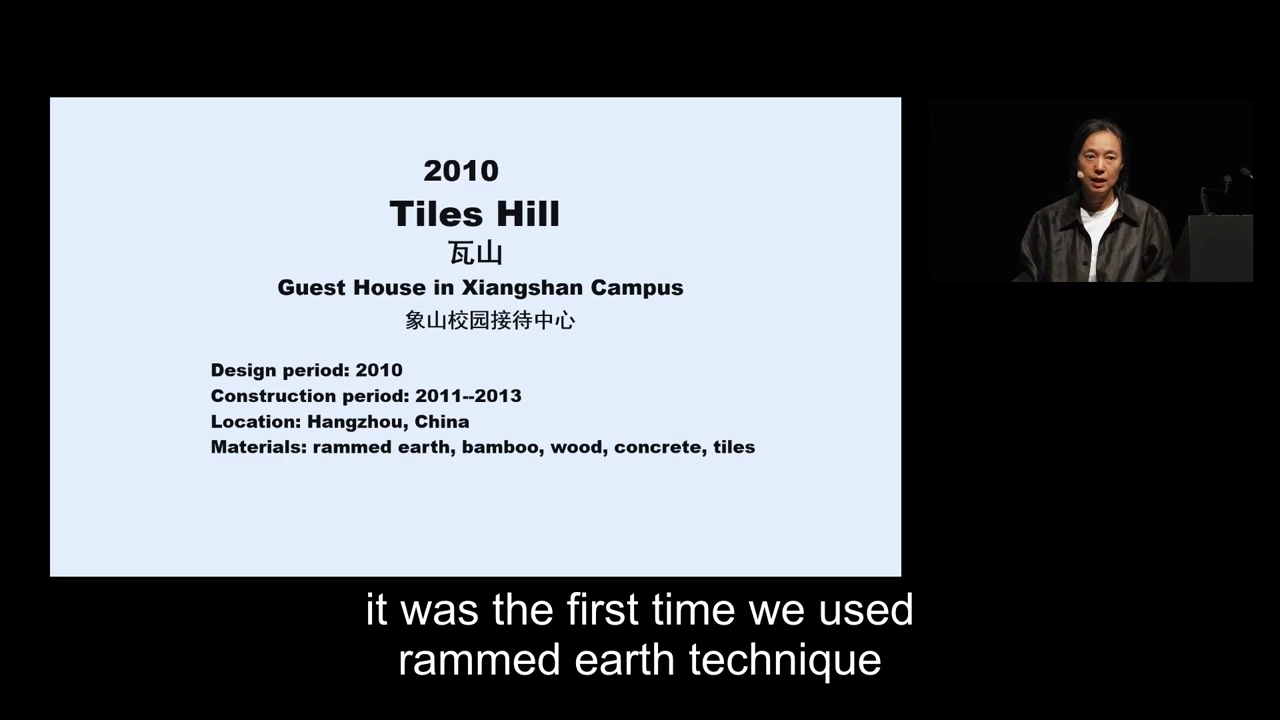 2010
Tiles Hill
瓦山
Guest House in Xiangshan Campus
象山校园接待中心
Design period: 2010
Construction period: 2011--2013
Location: Hangzhou, China
Materials: rammed earth, bamboo, wood, concrete, tiles
it was the first time we used
rammed earth technique